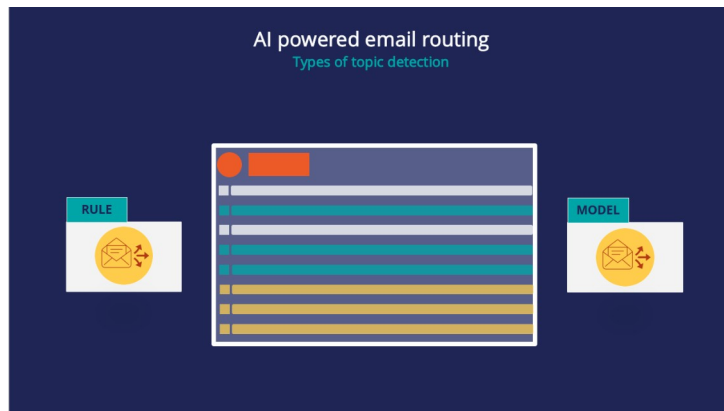 AI powered email routing
Types of topic detection
RULE
MODEL